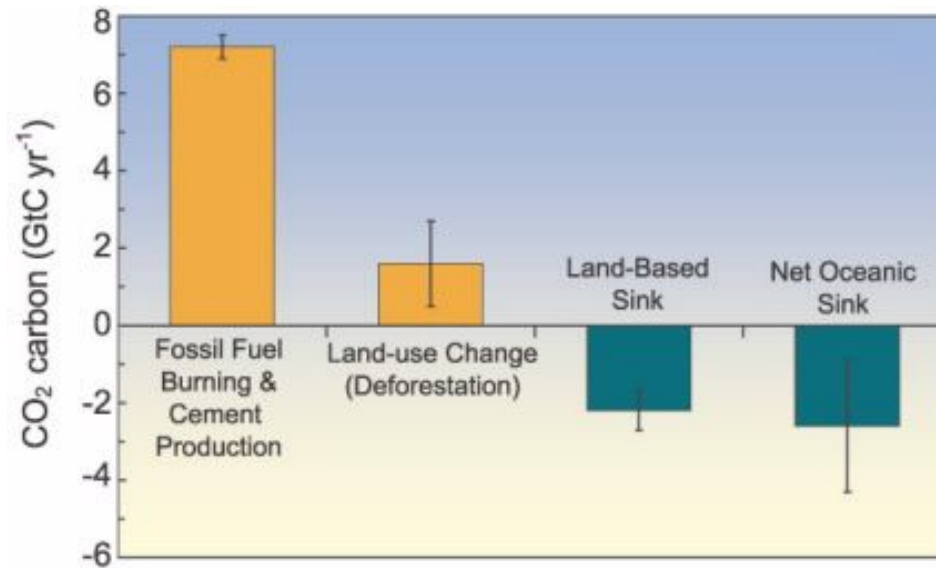 CO₂ carbon (GtC yr⁻¹)
8
6
4
2
0
-2
-4
-6
Fossil Fuel
Burning &
Cement
Production
Land-use Change
(Deforestation)
Land-Based
Sink
Net Oceanic
Sink